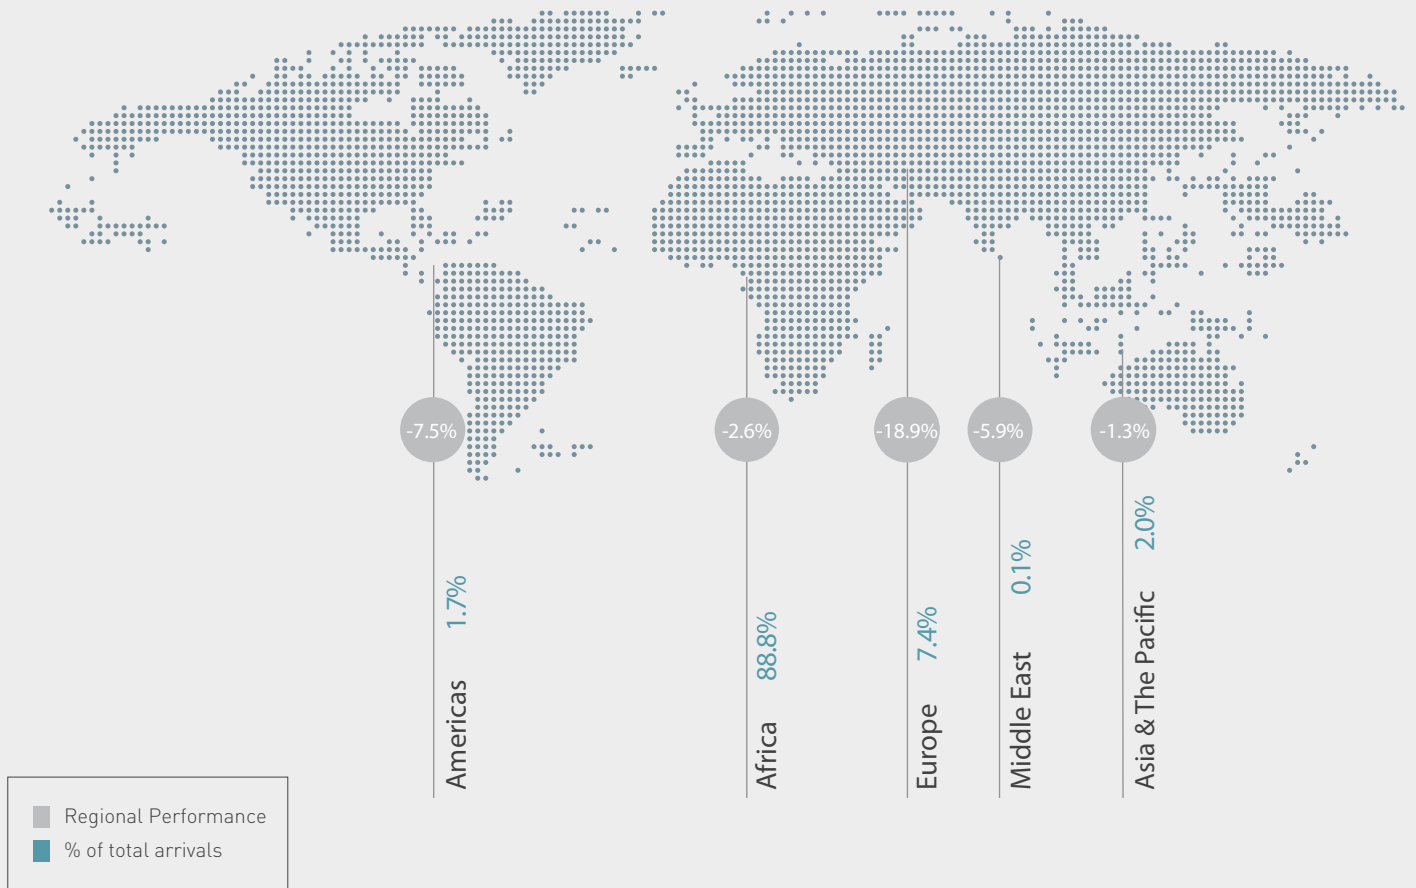 -7.5%
-2.6%
-18.9%
-5.9%
-1.3%
Americas 1.7%
Africa 88.8%
Europe 7.4%
Middle East 0.1%
Asia & The Pacific 2.0%
Regional Performance
% of total arrivals